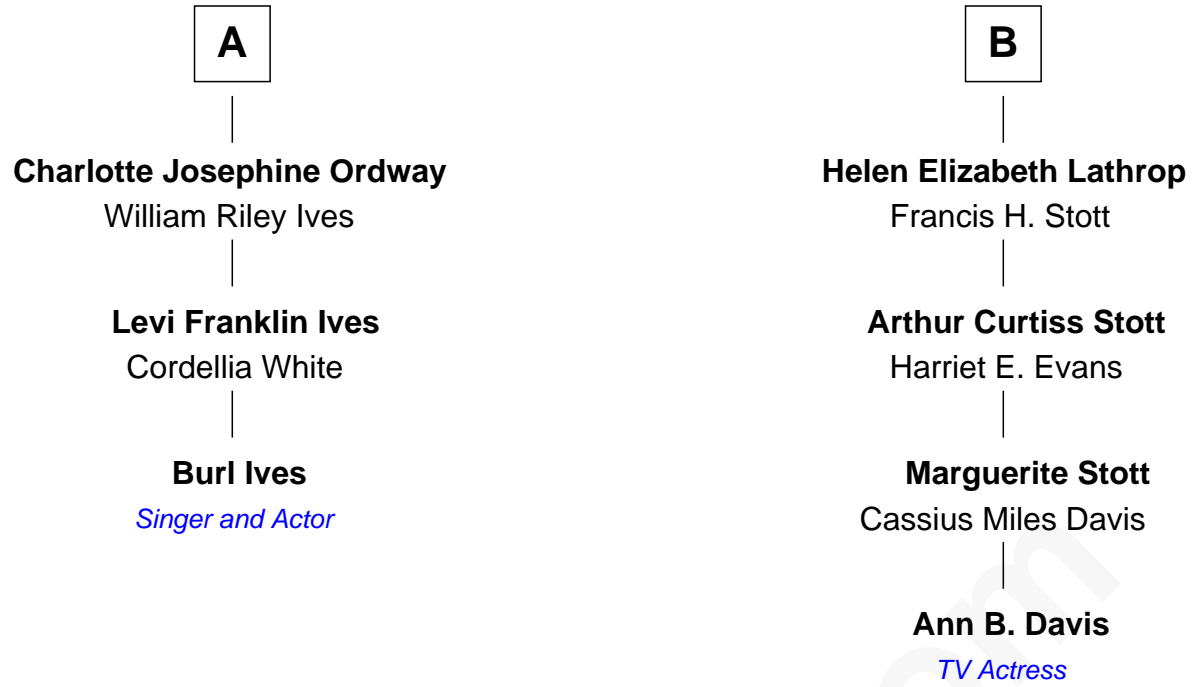 A
Charlotte Josephine Ordway
William Riley Ives
Levi Franklin Ives
Cordellia White
Burl Ives
Singer and Actor
B
Helen Elizabeth Lathrop
Francis H. Stott
Arthur Curtiss Stott
Harriet E. Evans
Marguerite Stott
Cassius Miles Davis
Ann B. Davis
TV Actress